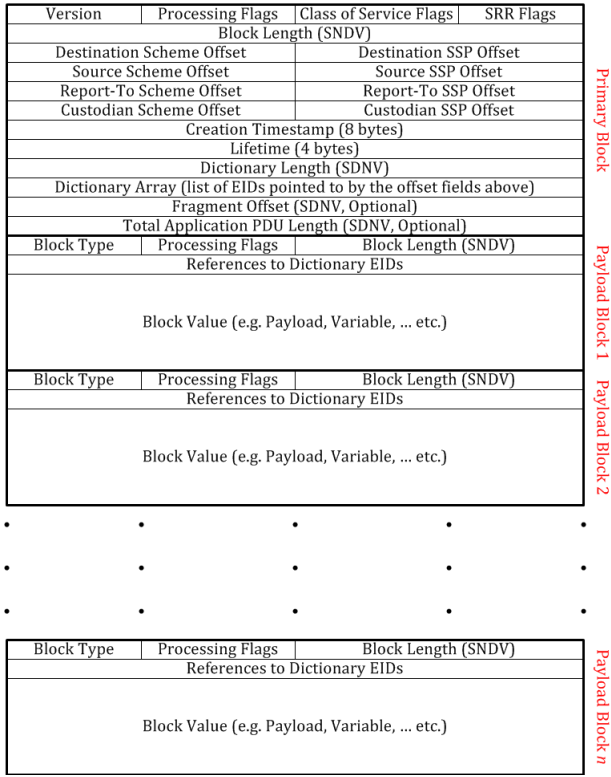 Version Processing Flags Class of Service Flags SRR Flags
Block Length (SNDV)
Destination Scheme Offset Destination SSP Offset
Source Scheme Offset Source SSP Offset
Report-To Scheme Offset Report-To SSP Offset
Custodian Scheme Offset Custodian SSP Offset
Creation Timestamp (8 bytes)
Lifetime (4 bytes)
Dictionary Length (SDNV)
Dictionary Array (list of EIDs pointed to by the offset fields above)
Fragment Offset (SDNV, Optional)
Total Application PDU Length (SDNV, Optional)
Primary Block
Block Type Processing Flags Block Length (SNDV)
References to Dictionary EIDs
Block Value (e.g. Payload, Variable, ... etc.)
Payload Block 1
Block Type Processing Flags Block Length (SNDV)
References to Dictionary EIDs
Block Value (e.g. Payload, Variable, ... etc.)
Payload Block 2
Block Type Processing Flags Block Length (SNDV)
References to Dictionary EIDs
Block Value (e.g. Payload, Variable, ... etc.)
Payload Block n